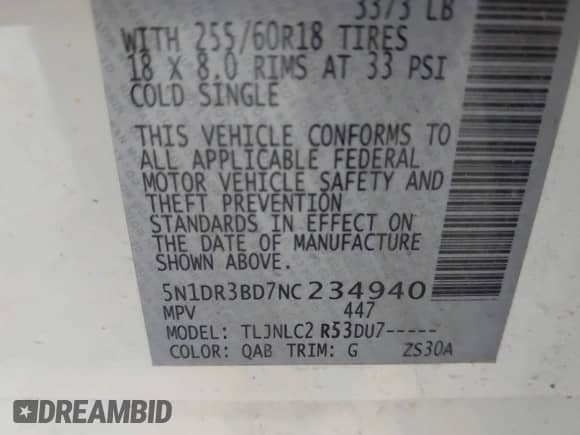 3373 LB
WITH 255/60R18 TIRES
18 X 8.0 RIMS AT 33 PSI
COLD SINGLE
THIS VEHICLE CONFORMS TO
ALL APPLICABLE FEDERAL
MOTOR VEHICLE SAFETY AND
THEFT PREVENTION
STANDARDS IN EFFECT ON
THE DATE OF MANUFACTURE
SHOWN ABOVE.
5N1DR3BD7NC234940
MPV 447
MODEL: TLJNLC2 R53DU7-----
COLOR: QAB TRIM: G ZS30A
DREAMBID